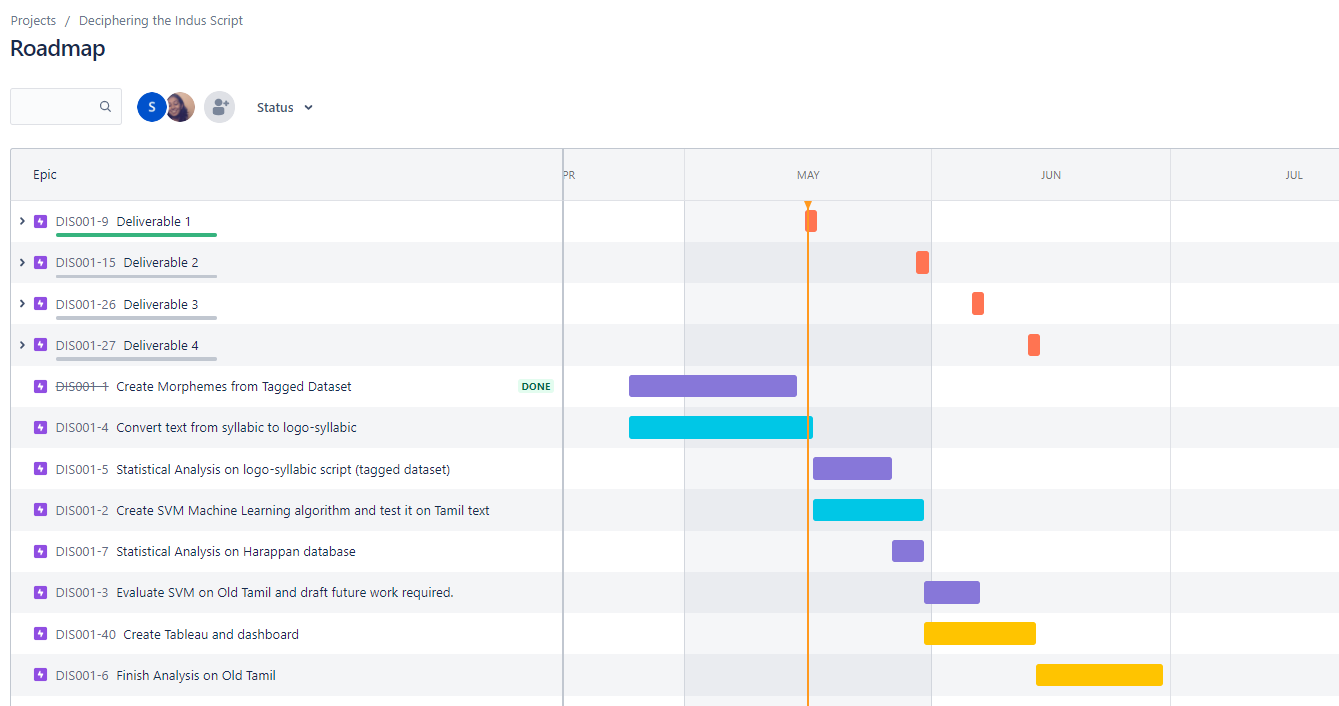 Projects / Deciphering the Indus Script
Roadmap
S
Status
Epic
PR MAY JUN JUL
DIS001-9 Deliverable 1
DIS001-15 Deliverable 2
DIS001-26 Deliverable 3
DIS001-27 Deliverable 4
DIS001-1 Create Morphemes from Tagged Dataset DONE
DIS001-4 Convert text from syllabic to logo-syllabic
DIS001-5 Statistical Analysis on logo-syllabic script (tagged dataset)
DIS001-2 Create SVM Machine Learning algorithm and test it on Tamil text
DIS001-7 Statistical Analysis on Harappan database
DIS001-3 Evaluate SVM on Old Tamil and draft future work required.
DIS001-40 Create Tableau and dashboard
DIS001-6 Finish Analysis on Old Tamil